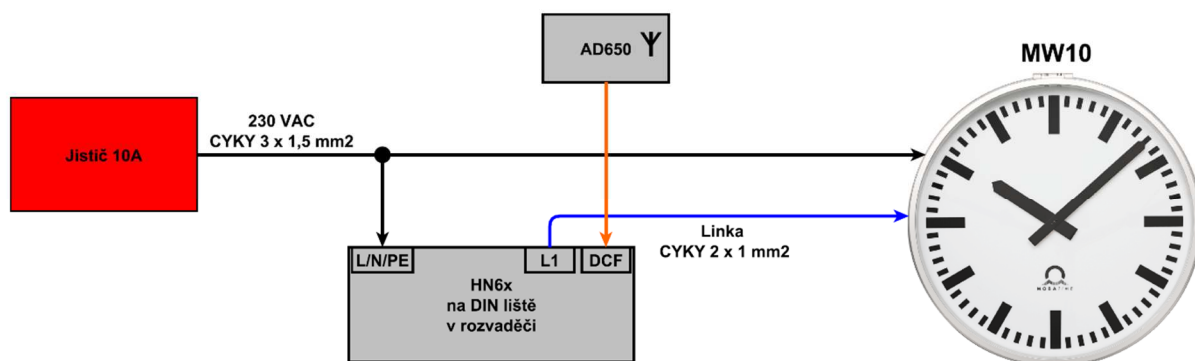 AD650
MW10
230 VAC
CYKY 3 x 1,5 mm2
Jistič 10A
Linka
CYKY 2 x 1 mm2
L/N/PE
L1
DCF
HN6x
na DIN liště
v rozvaděči
MOBATIME